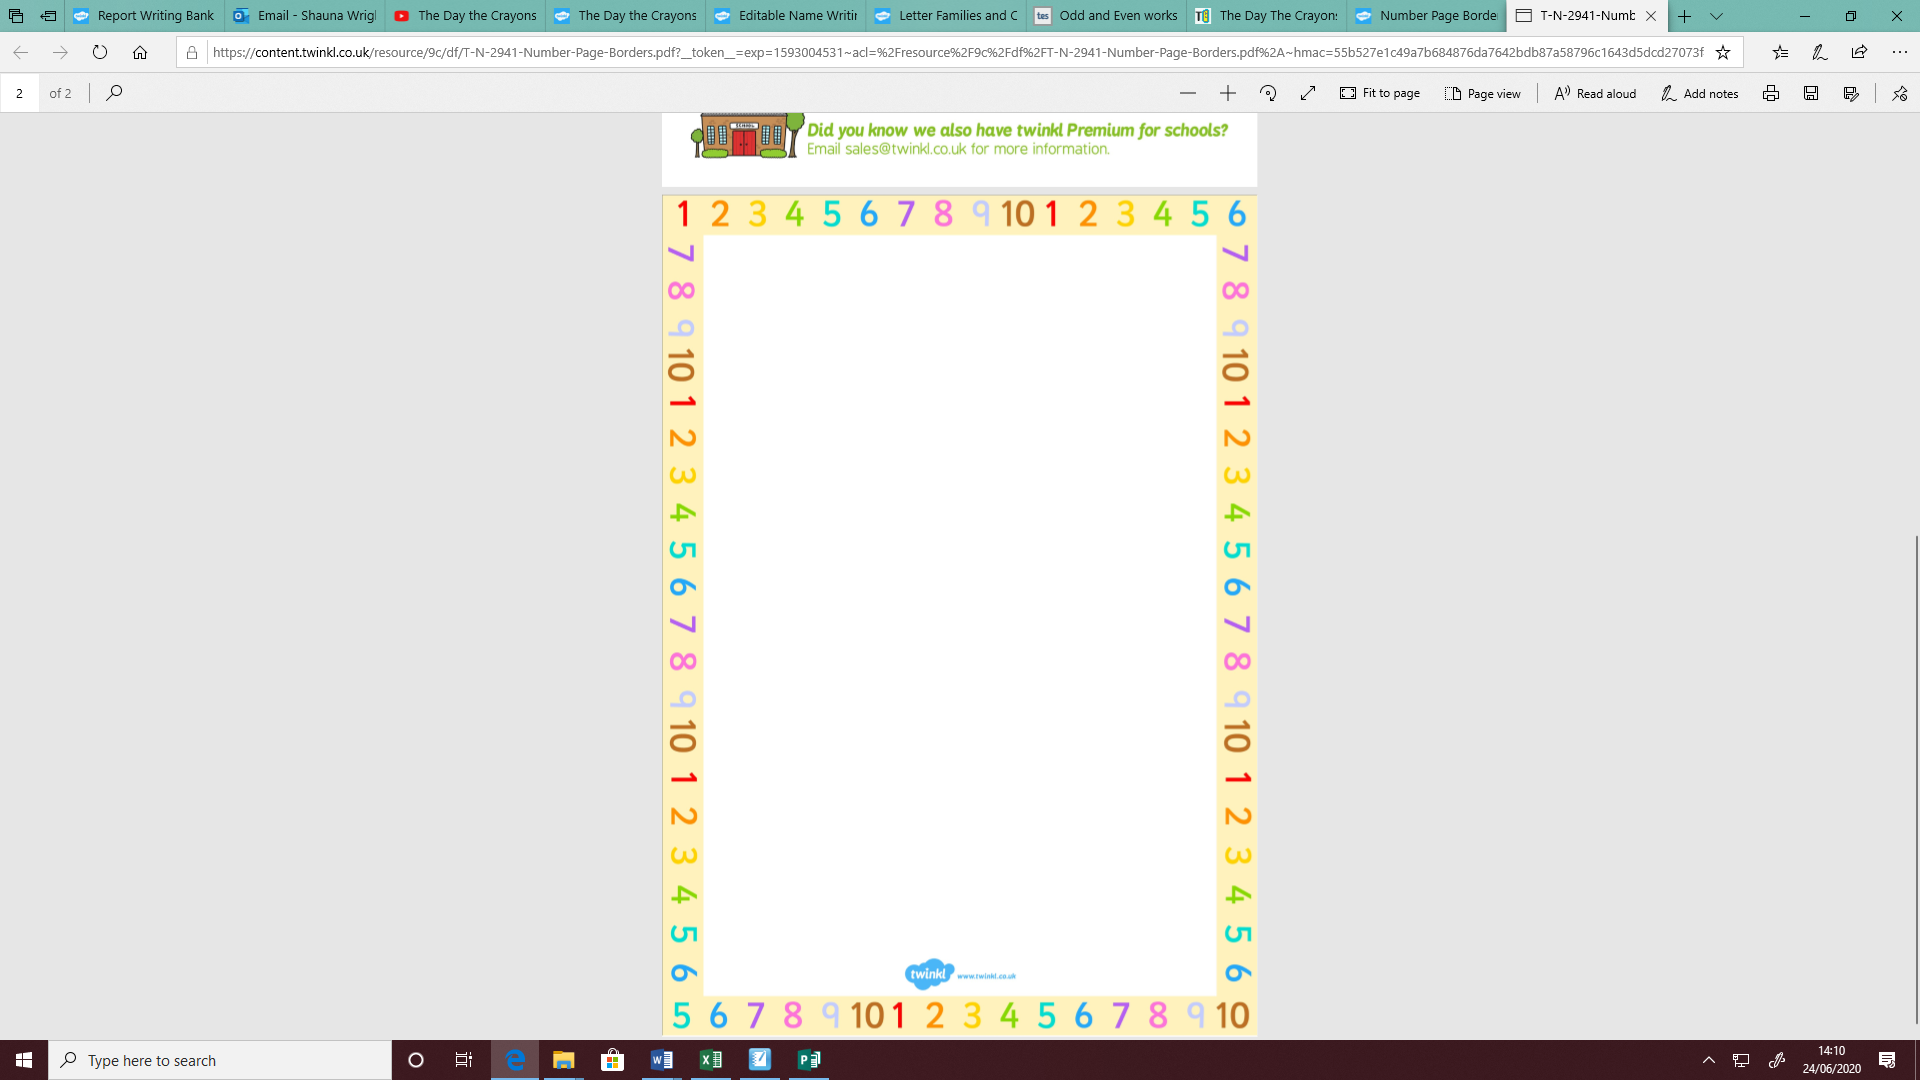 Report Writing Bank
Email - Shauna Wrigh
The Day the Crayons
The Day the Crayons
Editable Name Writin
Letter Families and C
tes Odd and Even works
The Day The Crayons
Number Page Borde
T-N-2941-Numb
https://content.twinkl.co.uk/resource/9c/df/T-N-2941-Number-Page-Borders.pdf?__token__=exp=1593004531~acl=%2Fresource%2F9c%2Fdf%2FT-N-2941-Number-Page-Borders.pdf%2A~hmac=55b527e1c49a7b684876da7642bdb87a58796c1643d5dcd27073f
2 of 2
Fit to page
Page view
Read aloud
Add notes
SCHOOL
Did you know we also have twinkl Premium for schools?
Email sales@twinkl.co.uk for more information.
1 2 3 4 5 6 7 8 9 10 1 2 3 4 5 6
7 7
8 8
9 9
10 10
1 1
2 2
3 3
4 4
5 5
6 6
7 7
8 8
9 9
10 10
1 1
2 2
3 3
4 4
5 5
6 6
twinkl www.twinkl.co.uk
5 6 7 8 9 10 1 2 3 4 5 6 7 8 9 10
Type here to search
14:10
24/06/2020